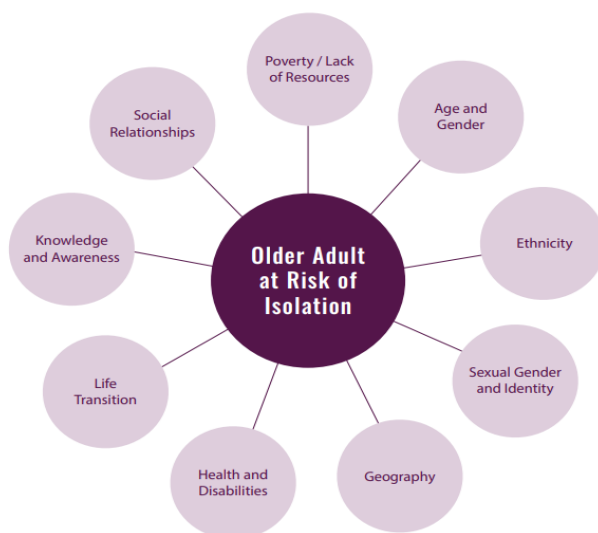 Poverty / Lack
of Resources
Age and
Gender
Ethnicity
Sexual Gender
and Identity
Geography
Health and
Disabilities
Life
Transition
Knowledge
and Awareness
Social
Relationships
Older Adult
at Risk of
Isolation